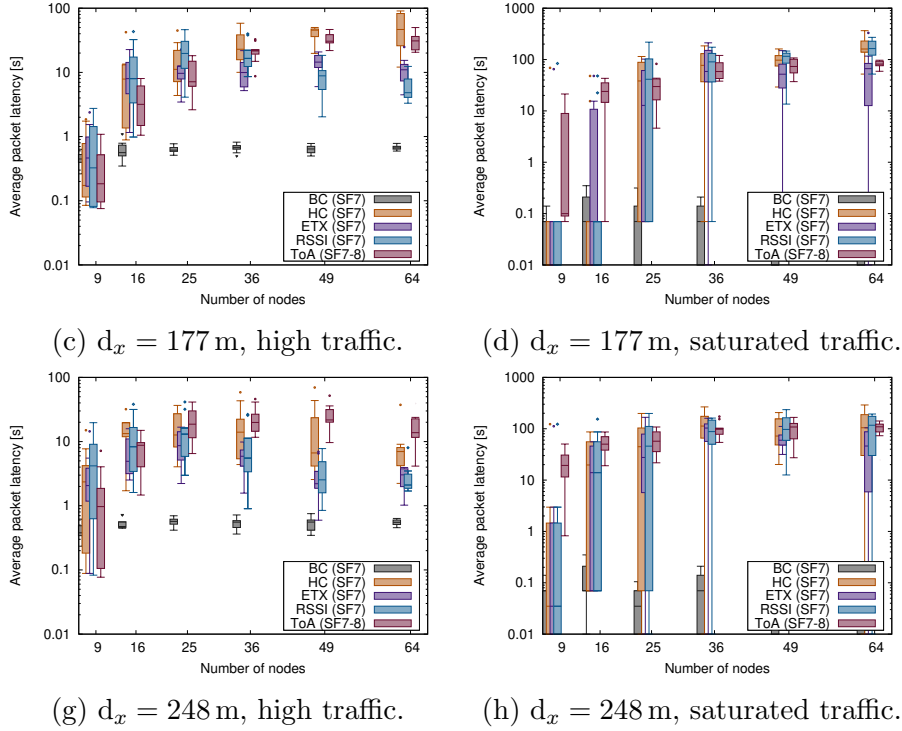 100
10
1
0.1
0.01
Average packet latency [s]
9 16 25 36 49 64
Number of nodes
BC (SF7)
HC (SF7)
ETX (SF7)
RSSI (SF7)
ToA (SF7-8)
(c) dₓ = 177 m, high traffic.
1000
100
10
1
0.1
0.01
Average packet latency [s]
9 16 25 36 49 64
Number of nodes
BC (SF7)
HC (SF7)
ETX (SF7)
RSSI (SF7)
ToA (SF7-8)
(d) dₓ = 177 m, saturated traffic.
100
10
1
0.1
0.01
Average packet latency [s]
9 16 25 36 49 64
Number of nodes
BC (SF7)
HC (SF7)
ETX (SF7)
RSSI (SF7)
ToA (SF7-8)
(g) dₓ = 248 m, high traffic.
1000
100
10
1
0.1
0.01
Average packet latency [s]
9 16 25 36 49 64
Number of nodes
BC (SF7)
HC (SF7)
ETX (SF7)
RSSI (SF7)
ToA (SF7-8)
(h) dₓ = 248 m, saturated traffic.